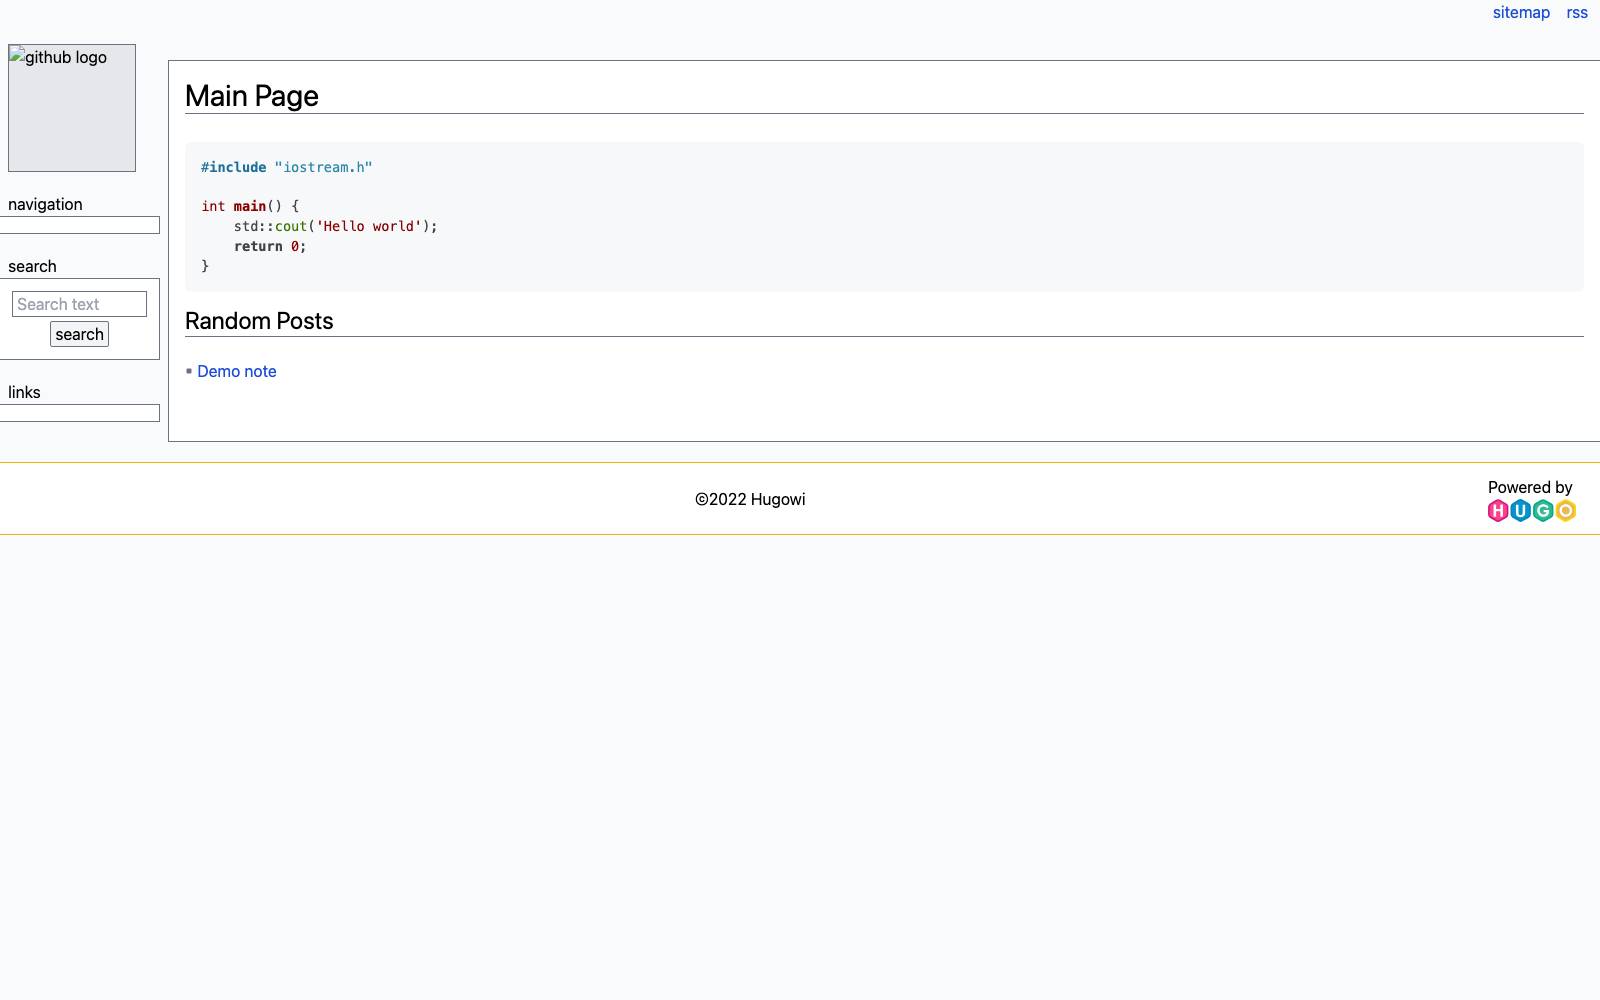 sitemap rss
github logo
navigation
search
Search text
search
links
Main Page
#include "iostream.h"
int main() {
    std::cout('Hello world');
    return 0;
}
Random Posts
Demo note
©2022 Hugowi
Powered by
HUGO